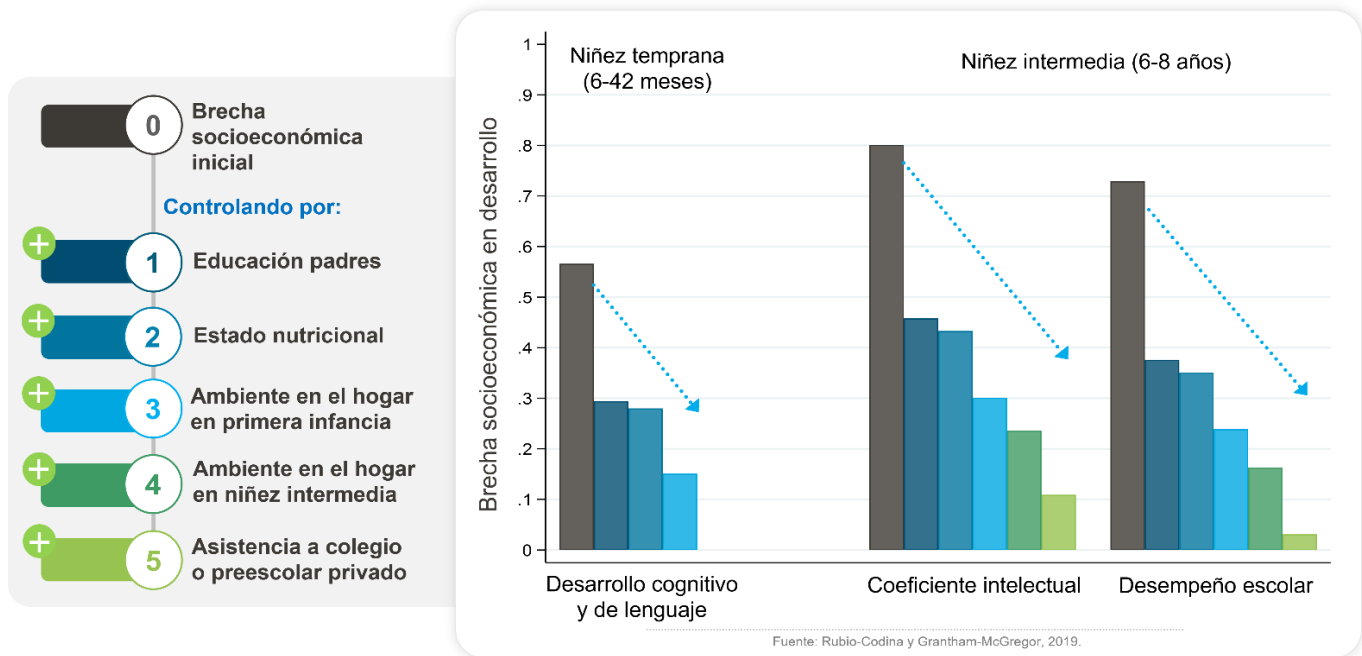 0
Brecha
socioeconómica
inicial
Controlando por:
+
1
Educación padres
+
2
Estado nutricional
+
3
Ambiente en el hogar
en primera infancia
+
4
Ambiente en el hogar
en niñez intermedia
+
5
Asistencia a colegio
o preescolar privado
Brecha socioeconómica en desarrollo
1
.9
.8
.7
.6
.5
.4
.3
.2
.1
0
Niñez temprana
(6-42 meses)
Niñez intermedia (6-8 años)
Desarrollo cognitivo
y de lenguaje
Coeficiente intelectual
Desempeño escolar
Fuente: Rubio-Codina y Grantham-McGregor, 2019.